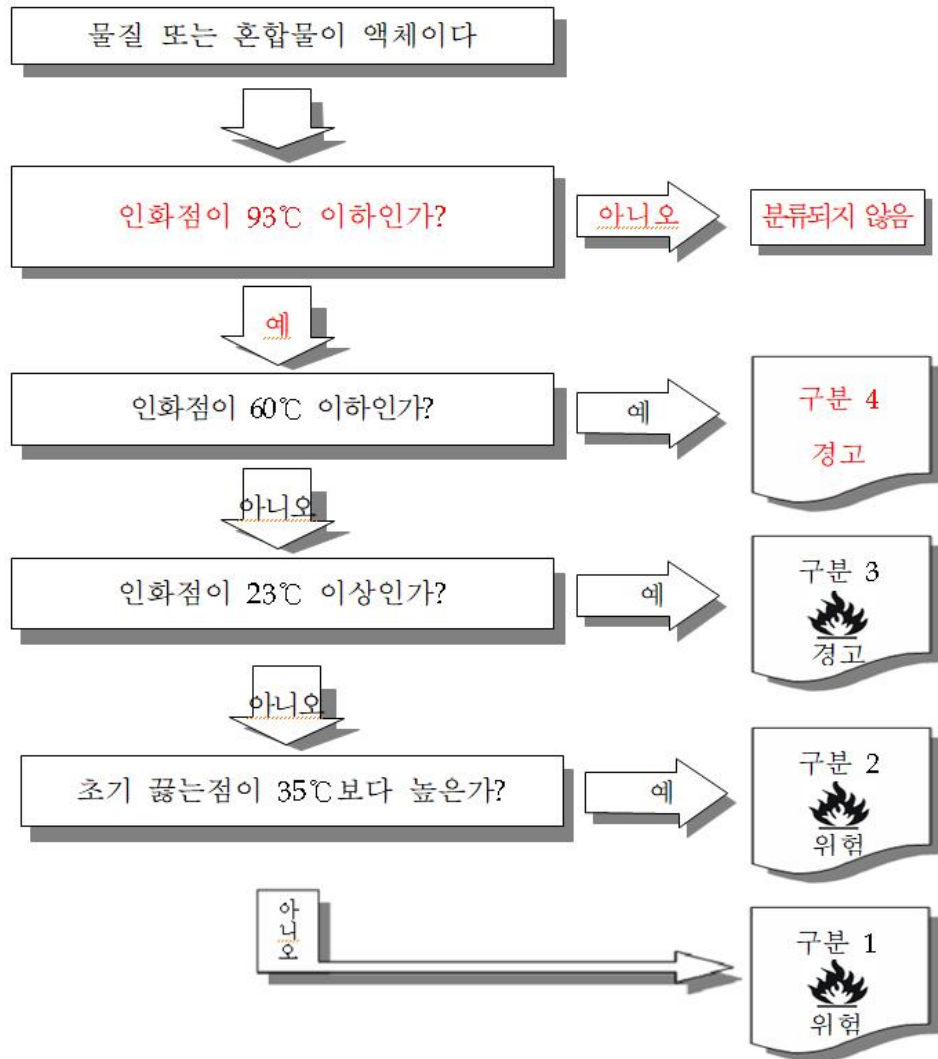 물질 또는 혼합물이 액체이다
인화점이 93℃ 이하인가?
아니오
분류되지 않음
예
인화점이 60℃ 이하인가?
예
구분 4
경고
아니오
인화점이 23℃ 이상인가?
예
구분 3
경고
아니오
초기 끓는점이 35℃보다 높은가?
예
구분 2
위험
아니오
구분 1
위험